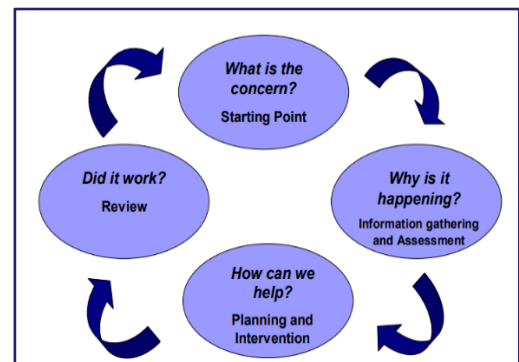 What is the
concern?
Starting Point
Why is it
happening?
Information gathering
and Assessment
How can we
help?
Planning and
Intervention
Did it work?
Review